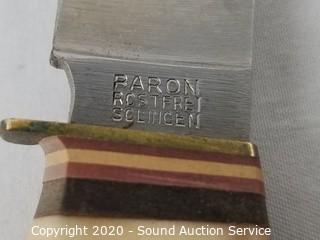 PARON
ROSTFREI
SOLINGEN
Copyright 2020 - Sound Auction Service